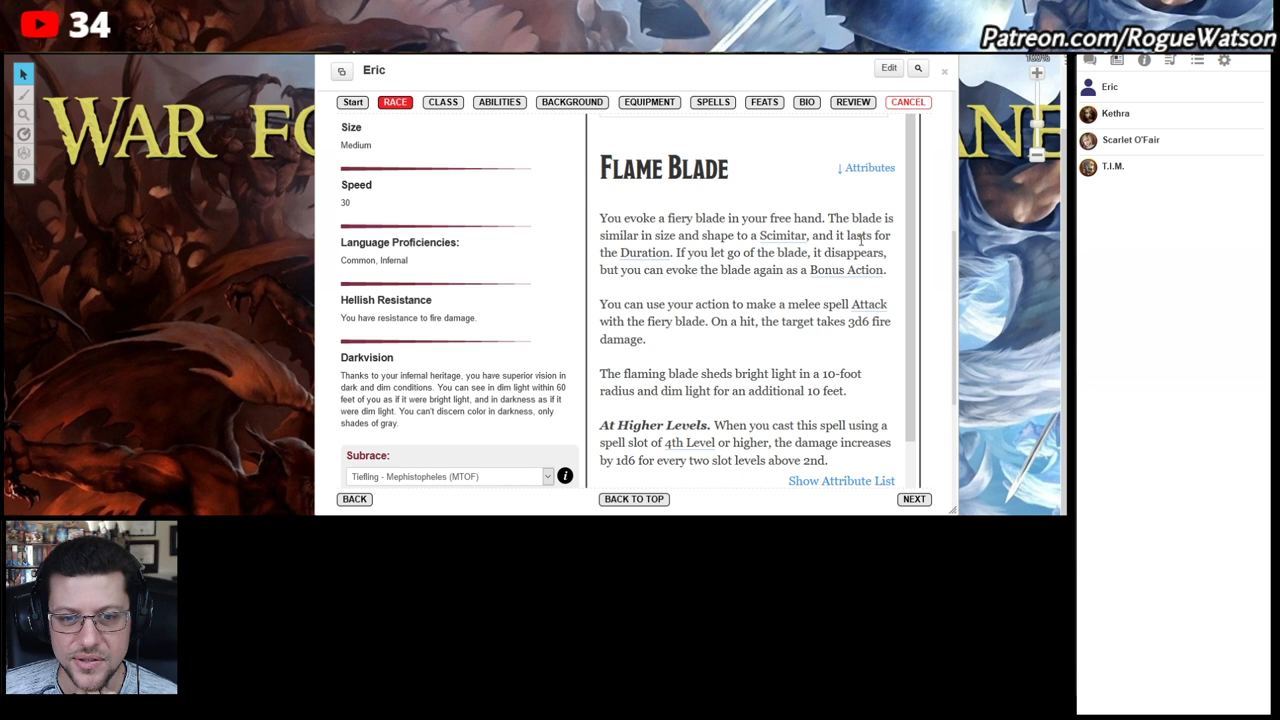 34
Patreon.com/RogueWatson
WAR FO
ANE
Eric
Edit
Start RACE CLASS ABILITIES BACKGROUND EQUIPMENT SPELLS FEATS BIO REVIEW CANCEL
Size
Medium
Speed
30
Language Proficiencies:
Common, Infernal
Hellish Resistance
You have resistance to fire damage.
Darkvision
Thanks to your infernal heritage, you have superior vision in
dark and dim conditions. You can see in dim light within 60
feet of you as if it were bright light, and in darkness as if it
were dim light. You can't discern color in darkness, only
shades of gray.
Subrace:
Tiefling - Mephistopheles (MTOF)
FLAME BLADE
↓ Attributes
You evoke a fiery blade in your free hand. The blade is
similar in size and shape to a Scimitar, and it lasts for
the Duration. If you let go of the blade, it disappears,
but you can evoke the blade again as a Bonus Action.
You can use your action to make a melee spell Attack
with the fiery blade. On a hit, the target takes 3d6 fire
damage.
The flaming blade sheds bright light in a 10-foot
radius and dim light for an additional 10 feet.
At Higher Levels. When you cast this spell using a
spell slot of 4th Level or higher, the damage increases
by 1d6 for every two slot levels above 2nd.
Show Attribute List
BACK BACK TO TOP NEXT
Eric
Kethra
Scarlet O'Fair
T.I.M.